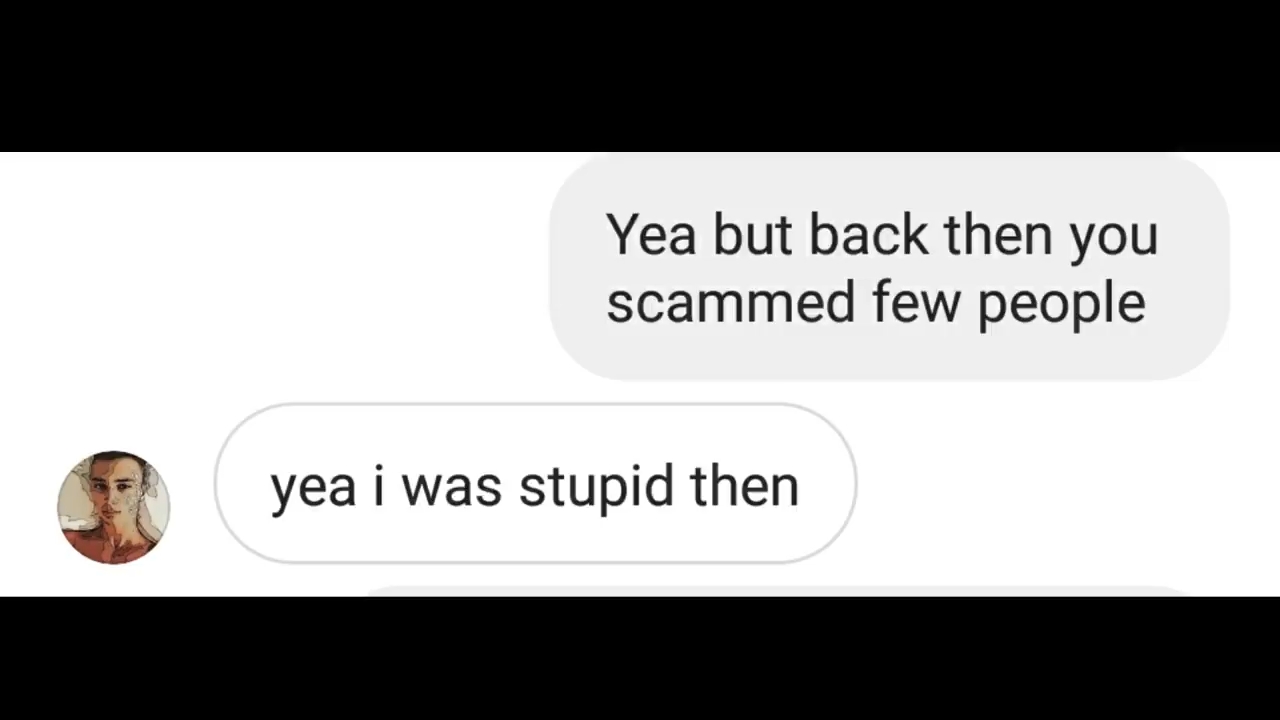 Yea but back then you
scammed few people
yea i was stupid then